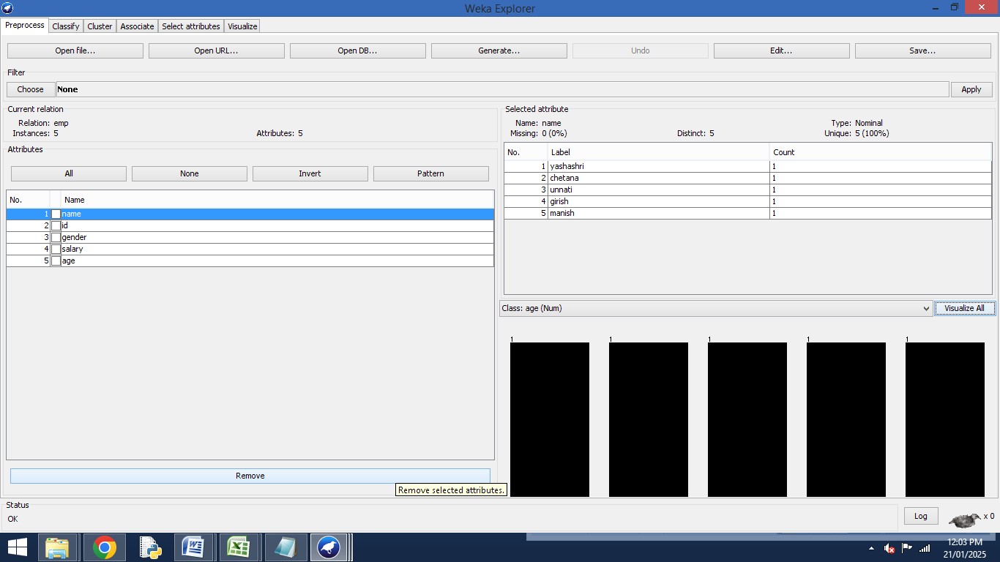 Weka Explorer
Preprocess Classify Cluster Associate Select attributes Visualize
Open file... Open URL... Open DB... Generate... Undo Edit... Save...
Filter
Choose None Apply
Current relation
Relation: emp
Instances: 5 Attributes: 5
Attributes
All None Invert Pattern
No. Name
1 name
2 id
3 gender
4 salary
5 age
Remove
Remove selected attributes.
Selected attribute
Name: name Type: Nominal
Missing: 0 (0%) Distinct: 5 Unique: 5 (100%)
No. Label Count
1 yashashri 1
2 chetana 1
3 unnati 1
4 girish 1
5 manish 1
Class: age (Num) Visualize All
1 1 1 1 1
Status
OK
Log x 0
12:03 PM
21/01/2025